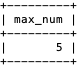 +---------+
| max_num |
+---------+
|       5 |
+---------+